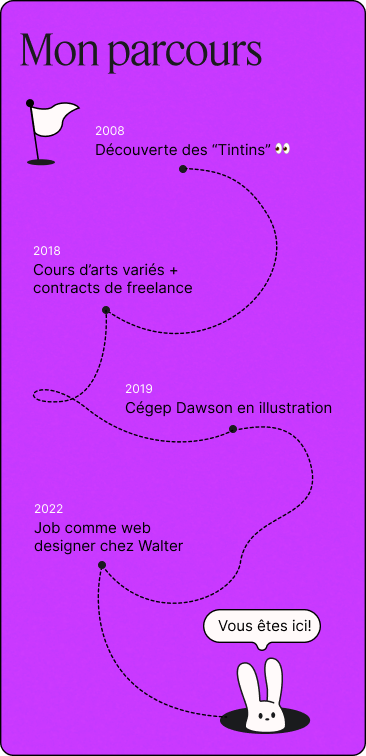 Mon parcours
2008
Découverte des “Tintins” 👀
2018
Cours d’arts variés +
contracts de freelance
2019
Cégep Dawson en illustration
2022
Job comme web
designer chez Walter
Vous êtes ici!